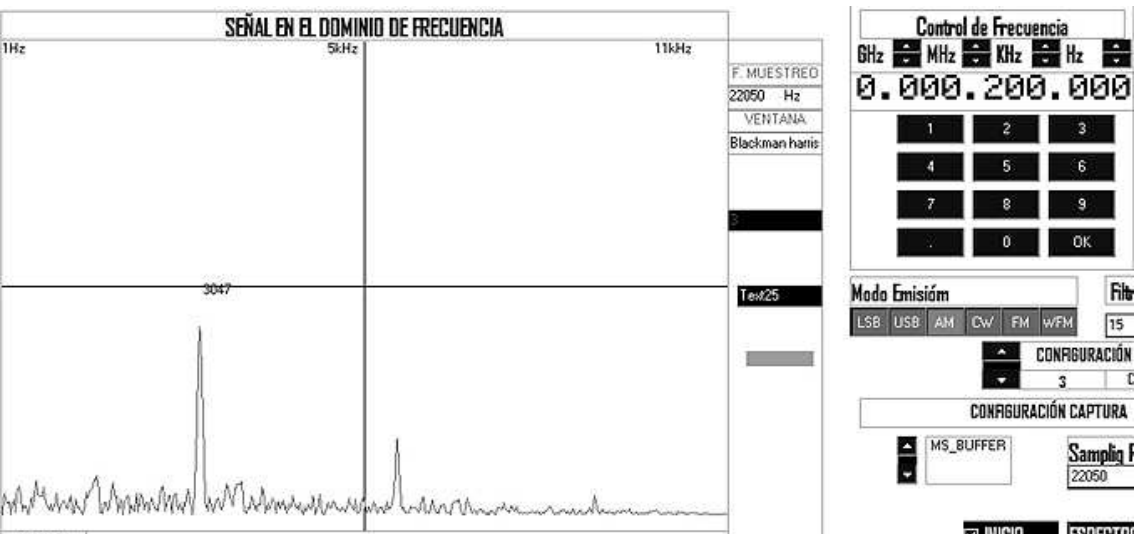 SEÑAL EN EL DOMINIO DE FRECUENCIA
1Hz 5kHz 11kHz
F. MUESTREO
22050 Hz
VENTANA
Blackman harris
3
Text25
3047
Control de Frecuencia
GHz MHz KHz Hz
0.000.200.000
1 2 3
4 5 6
7 8 9
. 0 OK
Modo Emisióm
LSB USB AM CW FM WFM
15
CONFIGURACIÓN
3
CONFIGURACIÓN CAPTURA
MS_BUFFER
Samplig
22050
INICIO